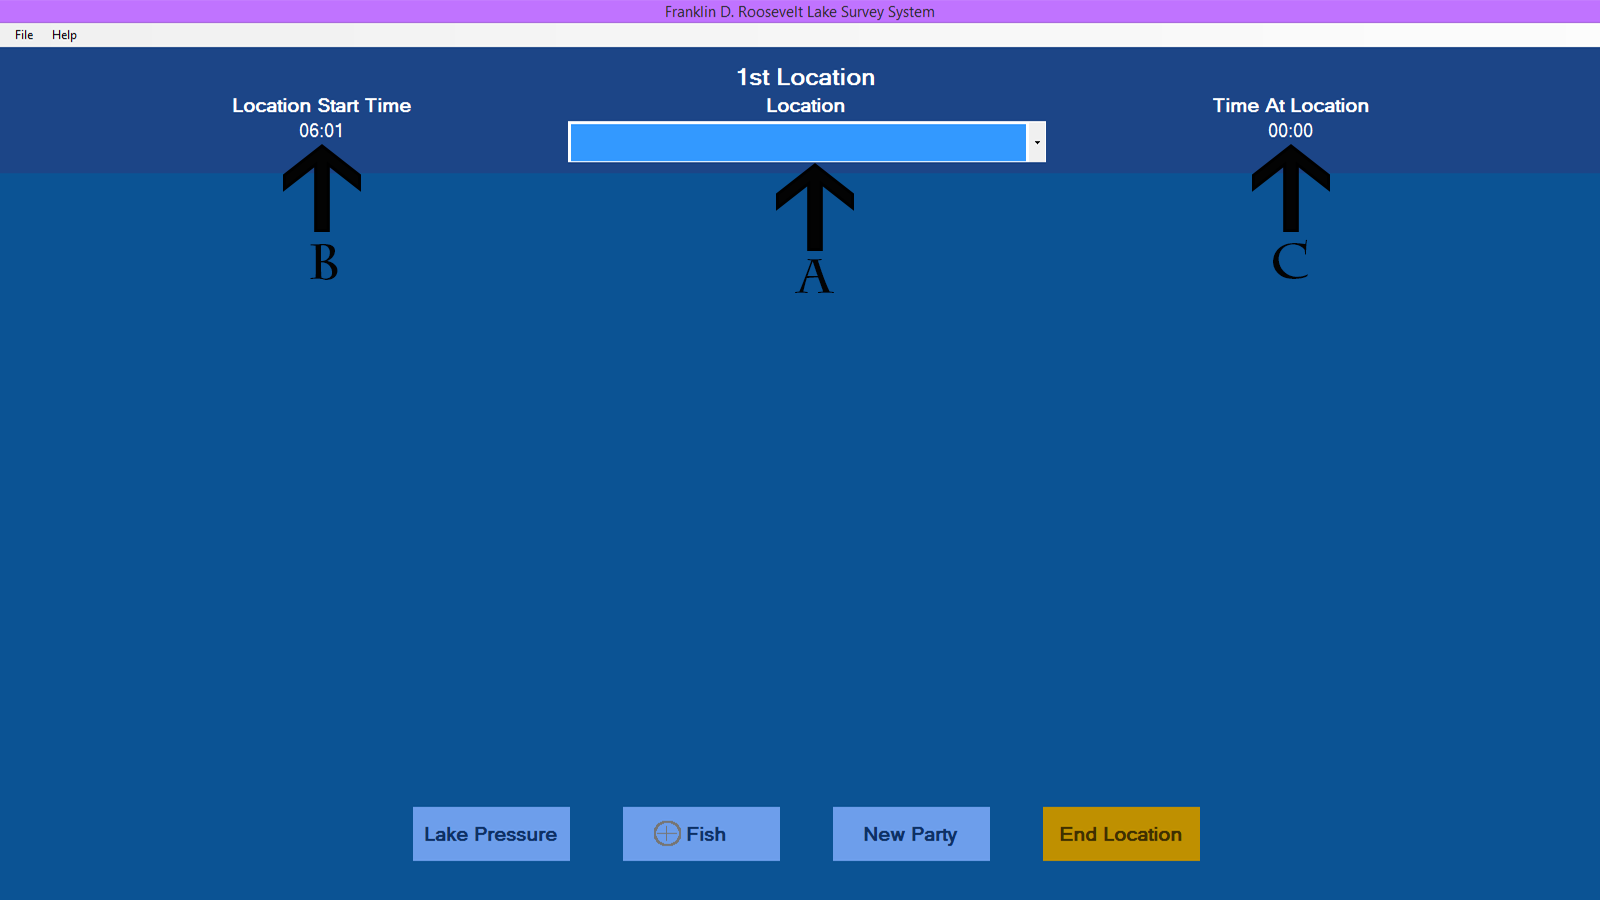 Franklin D. Roosevelt Lake Survey System
File Help
1st Location
Location Start Time Location Time At Location
06:01 00:00
B A C
Lake Pressure Fish New Party End Location